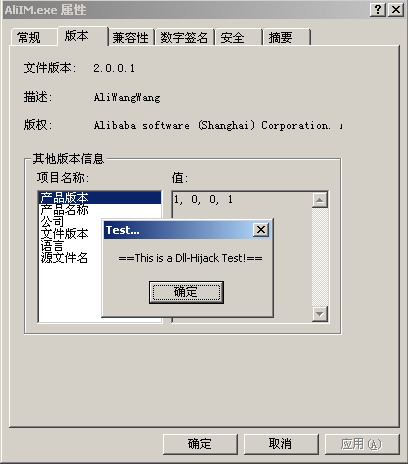 AliIM.exe 属性
常规 版本 兼容性 数字签名 安全 摘要
文件版本: 2.0.0.1
描述: AliWangWang
版权: Alibaba software (Shanghai) Corporation.
其他版本信息
项目名称: 值:
产品版本 1, 0, 0, 1
产品名称
公司
文件版本
语言
源文件名
Test...
==This is a Dll-Hijack Test!==
确定
确定 取消 应用(A)